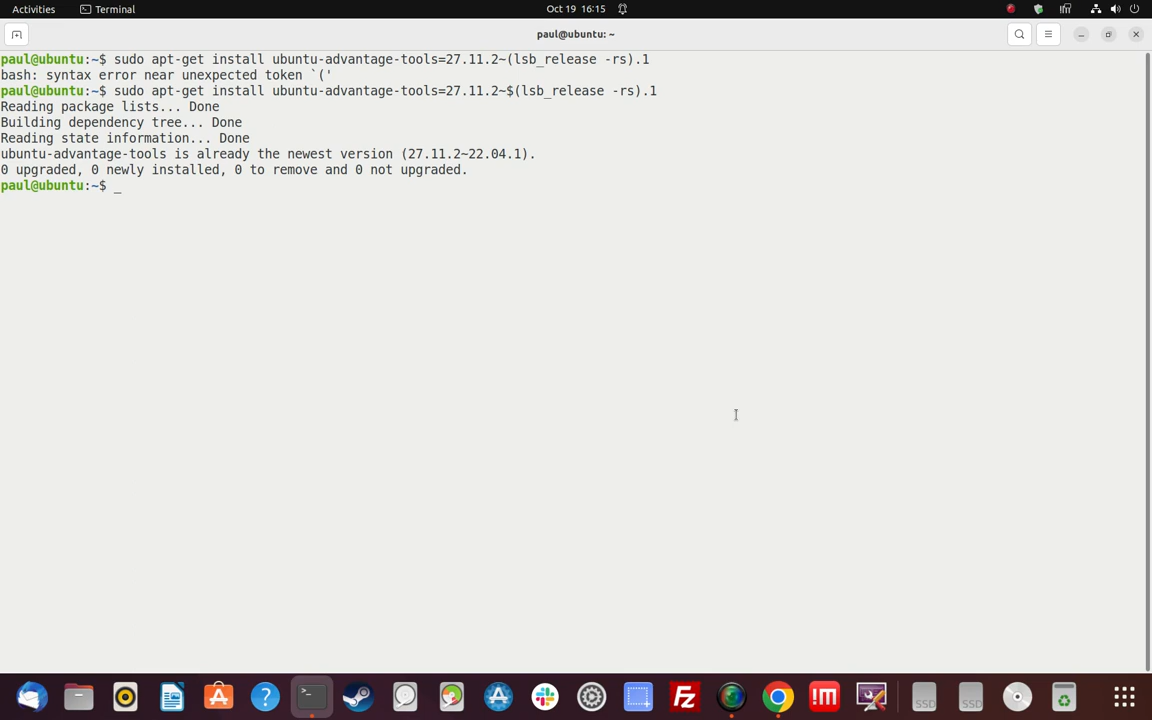 Activities Terminal Oct 19 16:15
paul@ubuntu: ~
paul@ubuntu:~$ sudo apt-get install ubuntu-advantage-tools=27.11.2~(lsb_release -rs).1
bash: syntax error near unexpected token `('
paul@ubuntu:~$ sudo apt-get install ubuntu-advantage-tools=27.11.2~$(lsb_release -rs).1
Reading package lists... Done
Building dependency tree... Done
Reading state information... Done
ubuntu-advantage-tools is already the newest version (27.11.2~22.04.1).
0 upgraded, 0 newly installed, 0 to remove and 0 not upgraded.
paul@ubuntu:~$ _
>_ A ? Fz !M SSD SSD